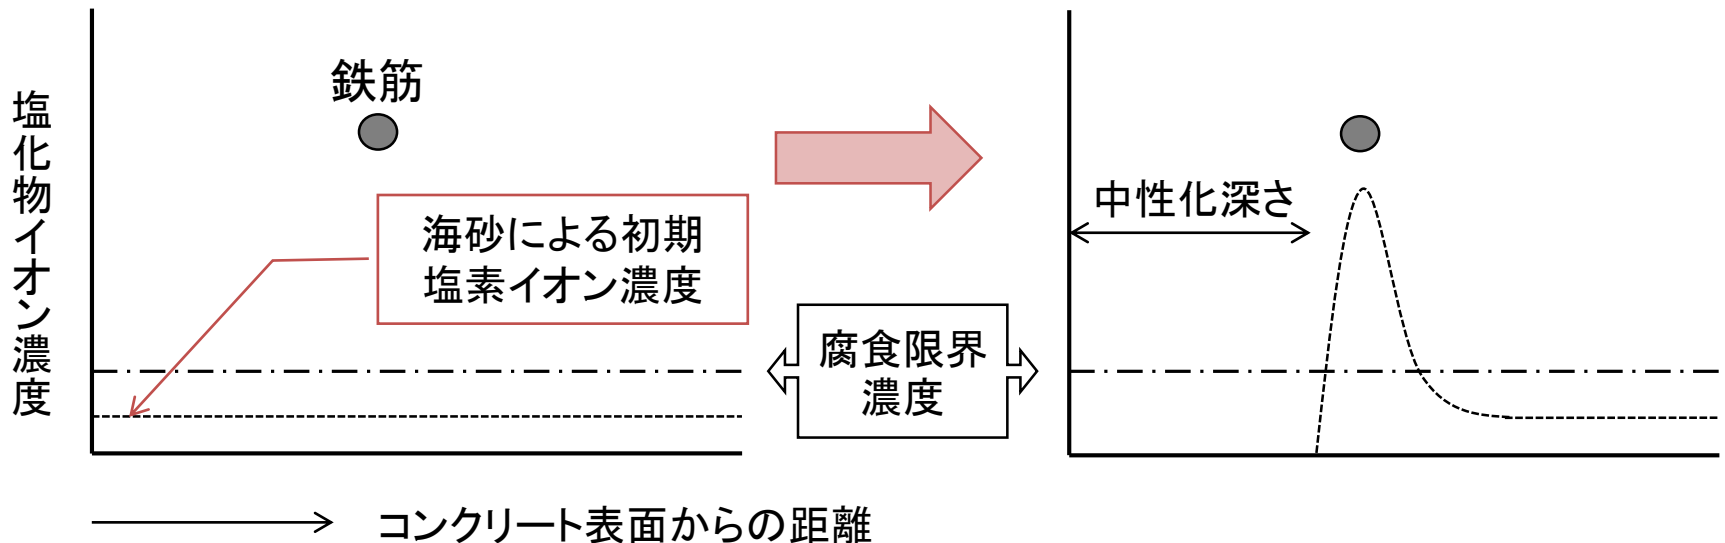 塩化物イオン濃度
鉄筋
海砂による初期
塩素イオン濃度
腐食限界
濃度
中性化深さ
コンクリート表面からの距離